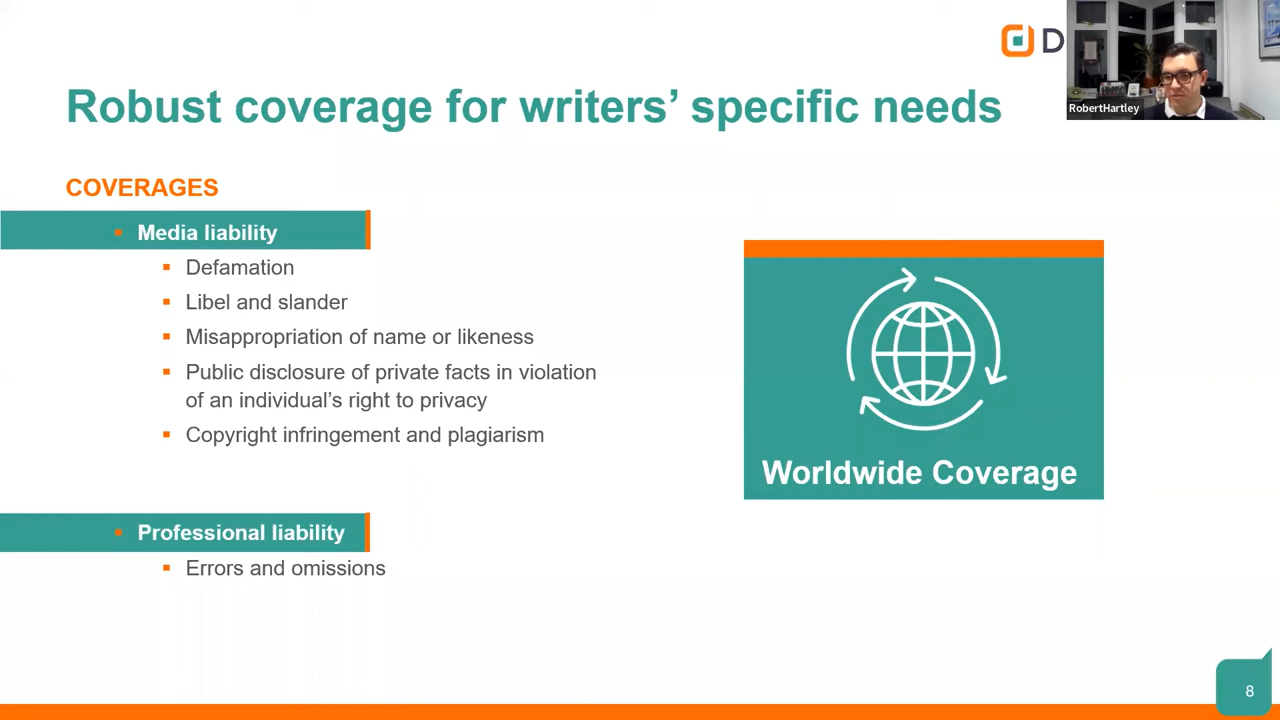 D
RobertHartley
Robust coverage for writers’ specific needs
COVERAGES
Media liability
Defamation
Libel and slander
Misappropriation of name or likeness
Public disclosure of private facts in violation
of an individual’s right to privacy
Copyright infringement and plagiarism
Worldwide Coverage
Professional liability
Errors and omissions
8